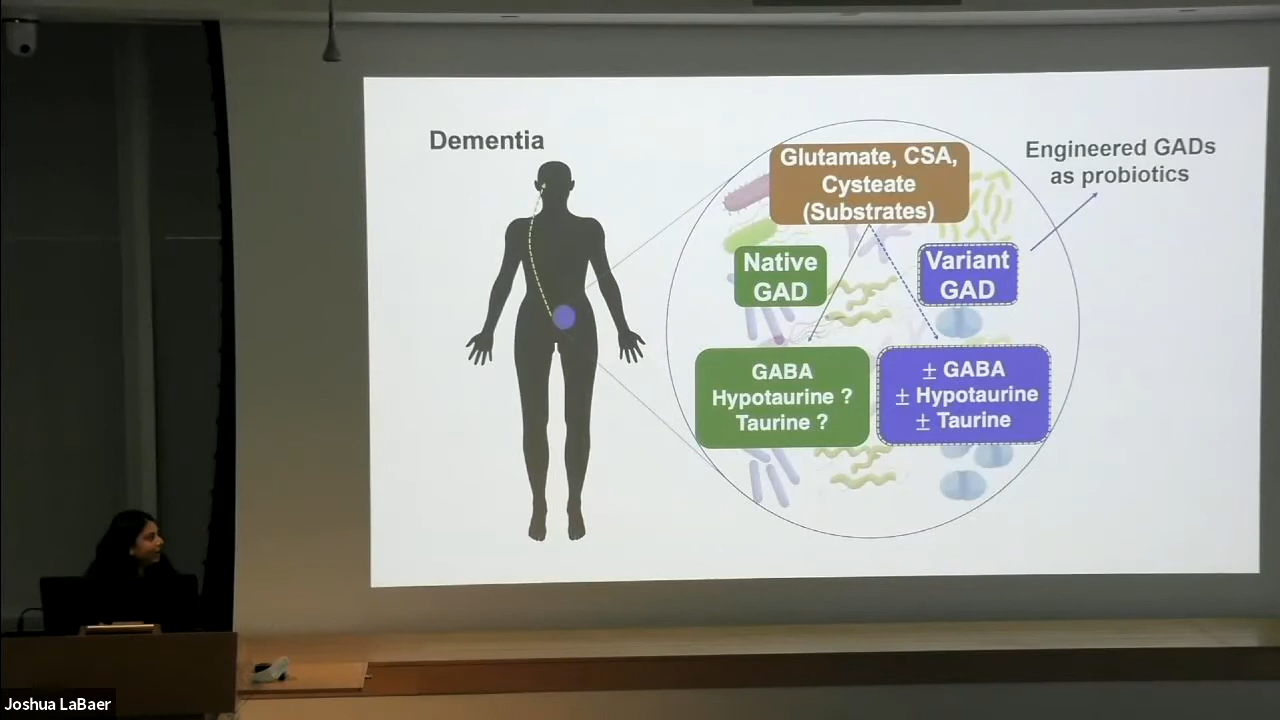 Dementia
Glutamate, CSA,
Cysteate
(Substrates)
Engineered GADs
as probiotics
Native
GAD
Variant
GAD
GABA
Hypotaurine ?
Taurine ?
± GABA
± Hypotaurine
± Taurine
Joshua LaBaer